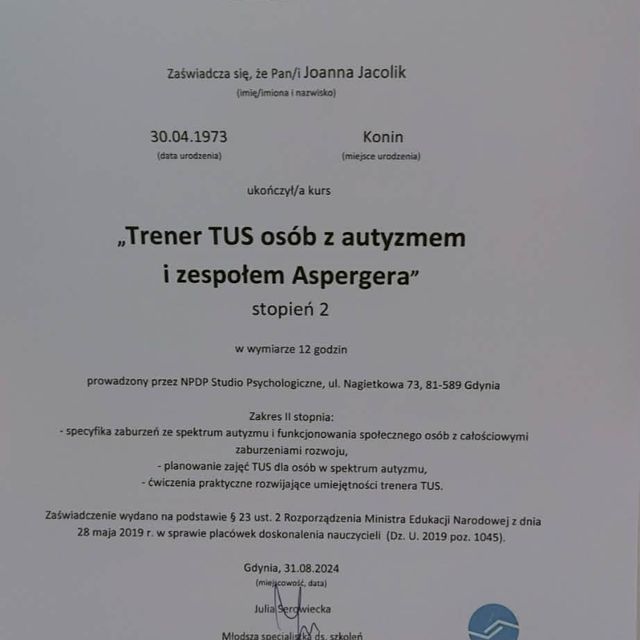 Zaświadcza się, że Pan/i Joanna Jacolik
(imię/imiona i nazwisko)
30.04.1973 Konin
(data urodzenia) (miejsce urodzenia)
ukończył/a kurs
„Trener TUS osób z autyzmem
i zespołem Aspergera”
stopień 2
w wymiarze 12 godzin
prowadzony przez NPDP Studio Psychologiczne, ul. Nagietkowa 73, 81-589 Gdynia
Zakres II stopnia:
- specyfika zaburzeń ze spektrum autyzmu i funkcjonowania społecznego osób z całościowymi
zaburzeniami rozwoju,
- planowanie zajęć TUS dla osób w spektrum autyzmu,
- ćwiczenia praktyczne rozwijające umiejętności trenera TUS.
Zaświadczenie wydano na podstawie § 23 ust. 2 Rozporządzenia Ministra Edukacji Narodowej z dnia
28 maja 2019 r. w sprawie placówek doskonalenia nauczycieli (Dz. U. 2019 poz. 1045).
Gdynia, 31.08.2024
(miejscowość, data)
Julia Serowiecka
Młodsza specjalistka ds. szkoleń